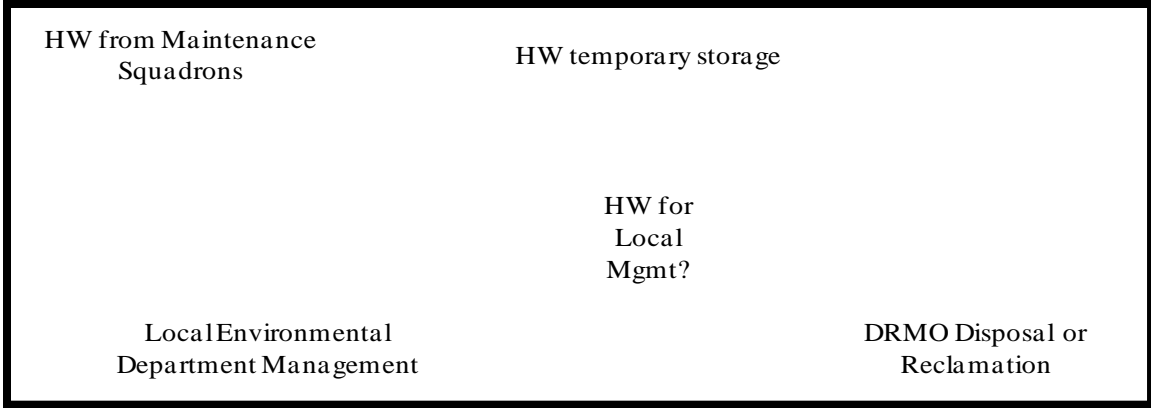 HW from Maintenance
Squadrons
HW temporary storage
HW for
Local
Mgmt?
Local Environmental
Department Management
DRMO Disposal or
Reclamation